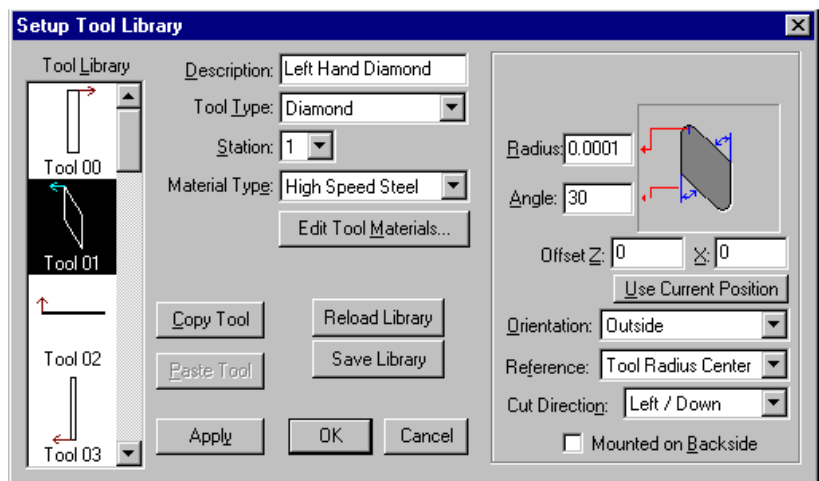 Setup Tool Library
Tool Library
Tool 00
Tool 01
Tool 02
Tool 03
Description: Left Hand Diamond
Tool Type: Diamond
Station: 1
Material Type: High Speed Steel
Edit Tool Materials...
Copy Tool
Reload Library
Paste Tool
Save Library
Apply
OK
Cancel
Radius: 0.0001
Angle: 30
Offset Z: 0 X: 0
Use Current Position
Orientation: Outside
Reference: Tool Radius Center
Cut Direction: Left / Down
Mounted on Backside